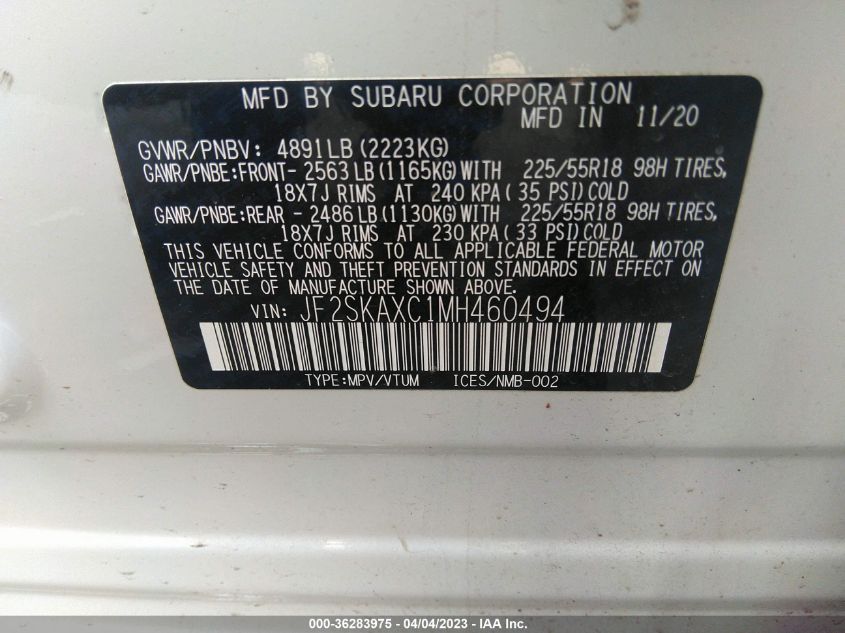 MFD BY SUBARU CORPORATION
MFD IN 11/20
GVWR/PNBV: 4891LB (2223KG)
GAWR/PNBE:FRONT- 2563 LB (1165KG) WITH 225/55R18 98H TIRES,
18X7J RIMS AT 240 KPA ( 35 PSI) COLD
GAWR/PNBE:REAR - 2486 LB (1130KG) WITH 225/55R18 98H TIRES,
18X7J RIMS AT 230 KPA ( 33 PSI) COLD
THIS VEHICLE CONFORMS TO ALL APPLICABLE FEDERAL MOTOR
VEHICLE SAFETY AND THEFT PREVENTION STANDARDS IN EFFECT ON
THE DATE OF MANUFACTURE SHOWN ABOVE.
VIN: JF2SKAXC1MH460494
TYPE:MPV/VTUM ICES/NMB-002
000-36283975 - 04/04/2023 - IAA Inc.